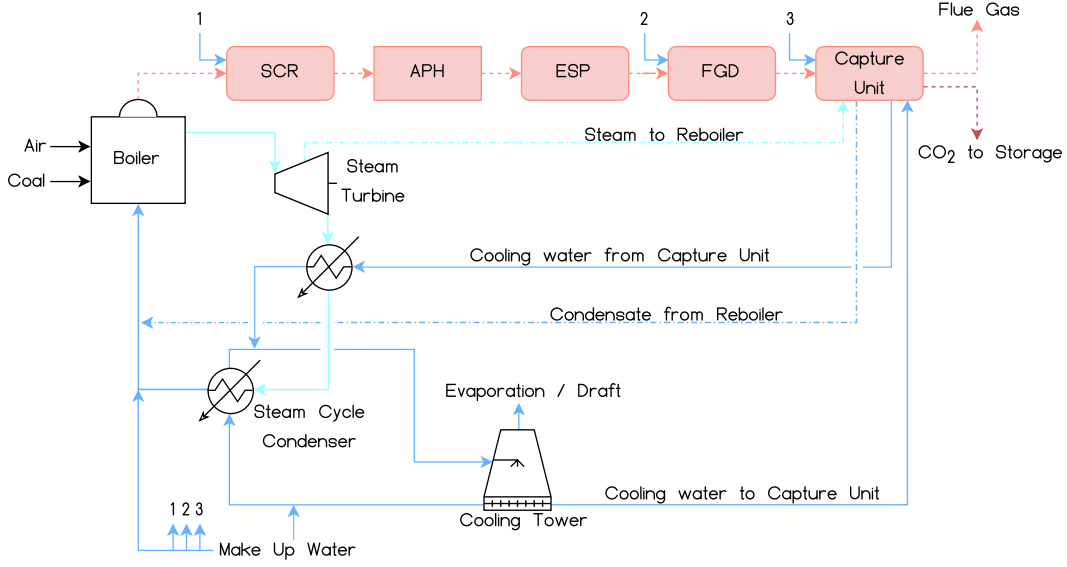 Flue Gas
1
2
3
SCR
APH
ESP
FGD
Capture
Unit
Air
Boiler
Coal
Steam to Reboiler
CO2 to Storage
Steam
Turbine
Cooling water from Capture Unit
Condensate from Reboiler
Evaporation / Draft
Steam Cycle
Condenser
Cooling water to Capture Unit
1 2 3
Cooling Tower
Make Up Water